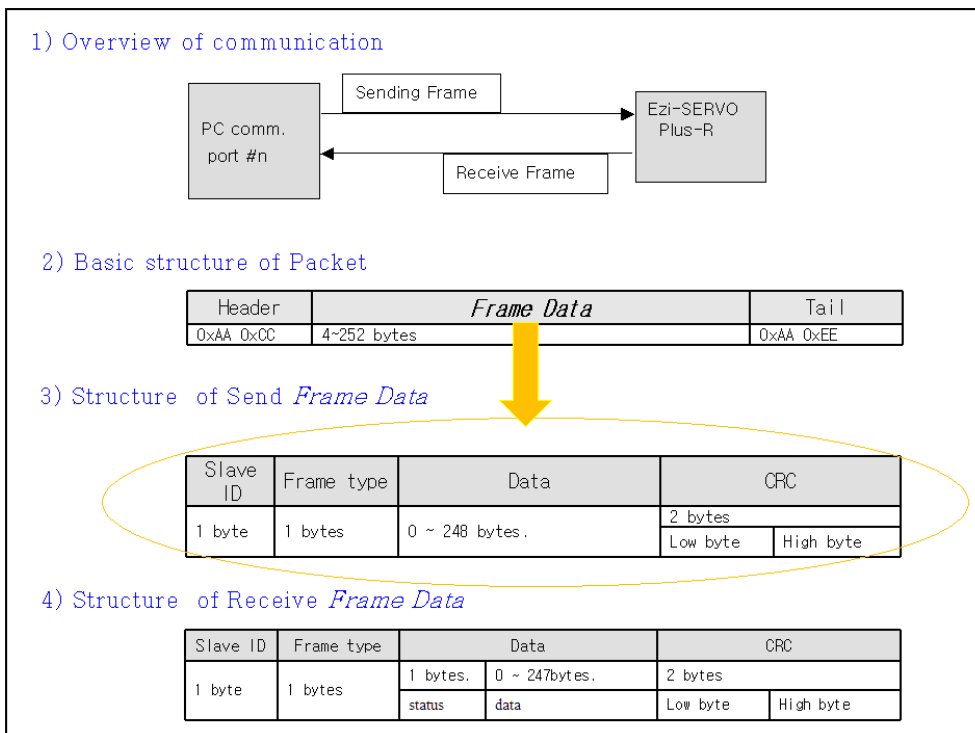 1) Overview of communication
Sending Frame
PC comm.
port #n
Ezi-SERVO
Plus-R
Receive Frame
2) Basic structure of Packet
Header Frame Data Tail
0xAA 0xCC 4~252 bytes 0xAA 0xEE
3) Structure of Send Frame Data
Slave ID Frame type Data CRC
1 byte 1 bytes 0 ~ 248 bytes. 2 bytes
Low byte High byte
4) Structure of Receive Frame Data
Slave ID Frame type Data CRC
1 byte 1 bytes 1 bytes. 0 ~ 247bytes. 2 bytes
status data Low byte High byte